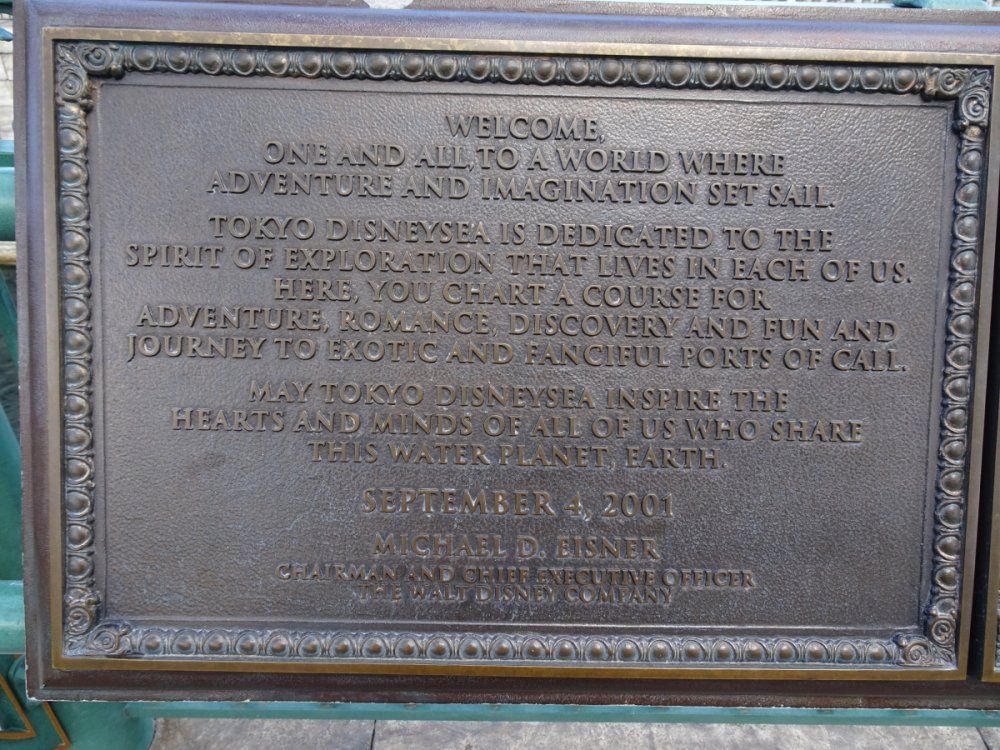 WELCOME,
ONE AND ALL, TO A WORLD WHERE
ADVENTURE AND IMAGINATION SET SAIL.
TOKYO DISNEYSEA IS DEDICATED TO THE
SPIRIT OF EXPLORATION THAT LIVES IN EACH OF US.
HERE, YOU CHART A COURSE FOR
ADVENTURE, ROMANCE, DISCOVERY AND FUN AND
JOURNEY TO EXOTIC AND FANCIFUL PORTS OF CALL.
MAY TOKYO DISNEYSEA INSPIRE THE
HEARTS AND MINDS OF ALL OF US WHO SHARE
THIS WATER PLANET, EARTH.
SEPTEMBER 4, 2001
MICHAEL D. EISNER
CHAIRMAN AND CHIEF EXECUTIVE OFFICER
THE WALT DISNEY COMPANY